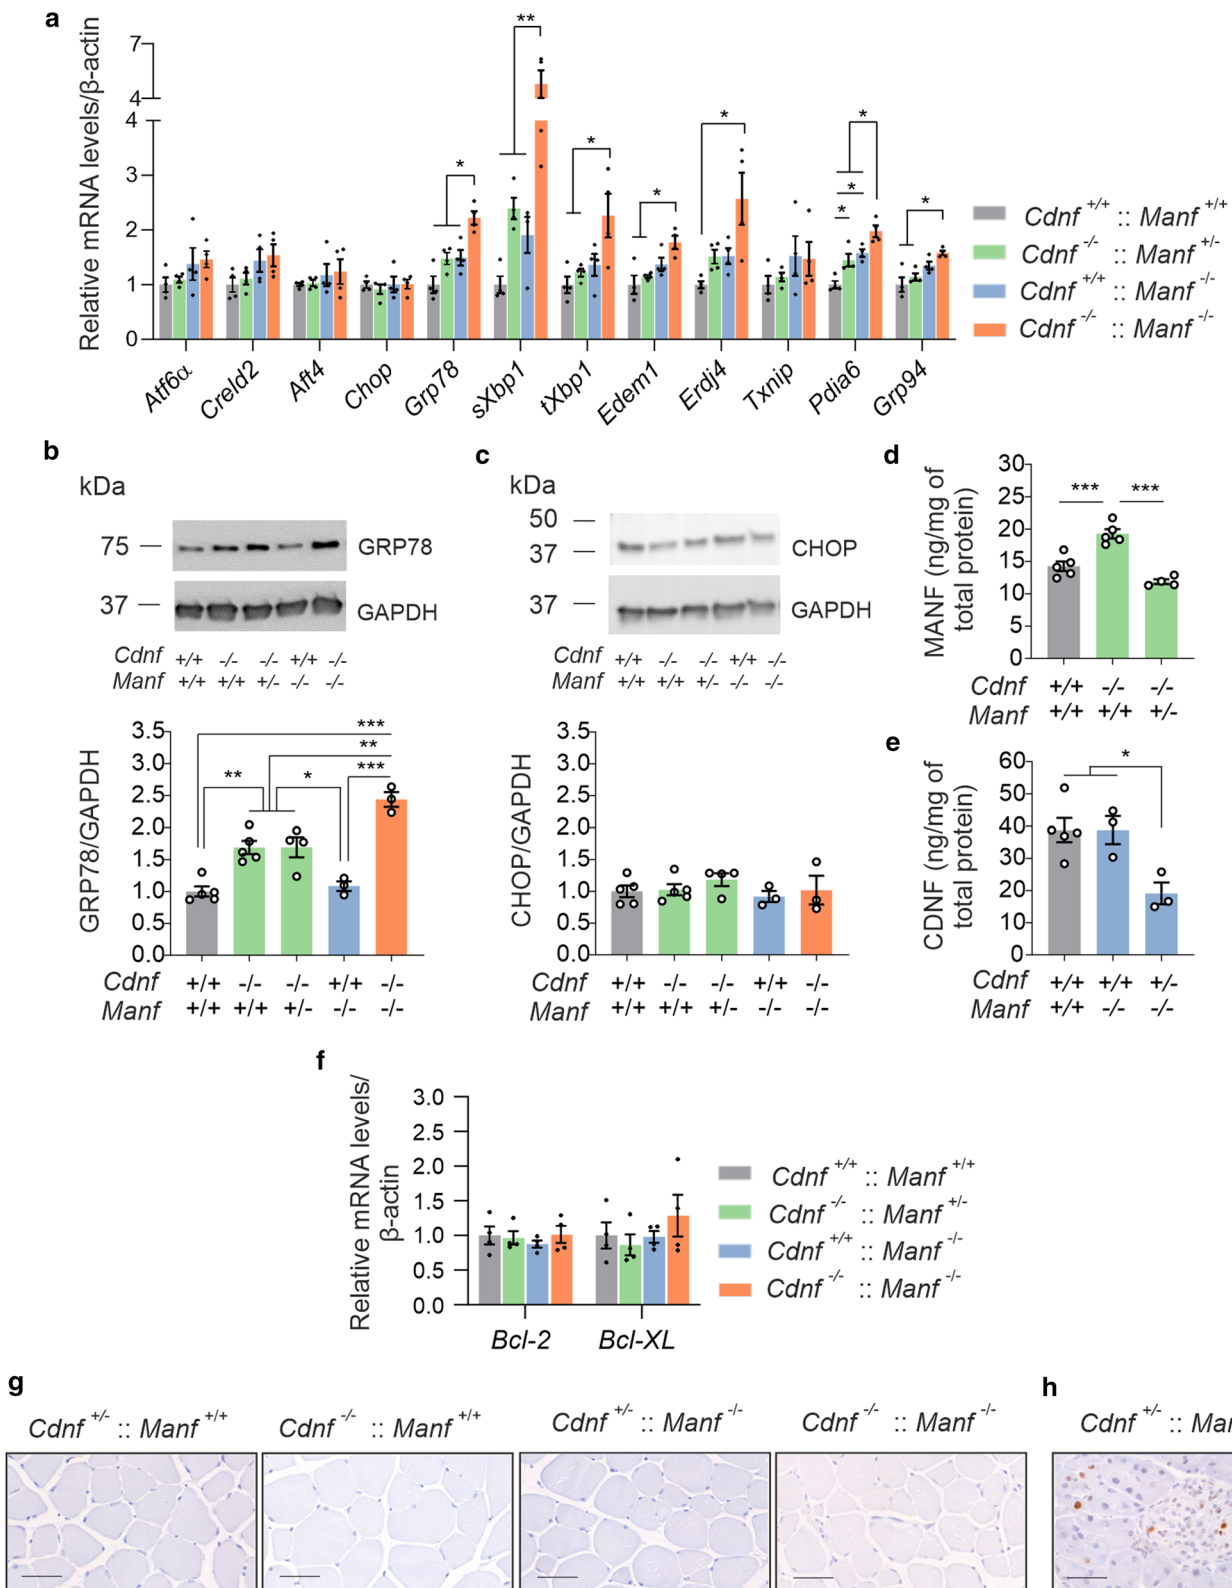 a
Relative mRNA levels/β-actin
7
4
4
3
2
1
0
**
*
*
*
*
*
*
*
*
Atf6α
Creld2
Aft4
Chop
Grp78
sXbp1
tXbp1
Edem1
Erdj4
Txnip
Pdia6
Grp94
Cdnf +/+ :: Manf +/+
Cdnf -/- :: Manf +/-
Cdnf +/+ :: Manf -/-
Cdnf -/- :: Manf -/-
b
kDa
75
GRP78
37
GAPDH
Cdnf +/+ -/- -/- +/+ -/-
Manf +/+ +/+ +/- -/- -/-
GRP78/GAPDH
3.5
3.0
2.5
2.0
1.5
1.0
0.5
0.0
***
**
***
**
*
Cdnf +/+ -/- -/- +/+ -/-
Manf +/+ +/+ +/- -/- -/-
c
kDa
50
37
CHOP
37
GAPDH
Cdnf +/+ -/- -/- +/+ -/-
Manf +/+ +/+ +/- -/- -/-
CHOP/GAPDH
3.5
3.0
2.5
2.0
1.5
1.0
0.5
0.0
Cdnf +/+ -/- -/- +/+ -/-
Manf +/+ +/+ +/- -/- -/-
d
MANF (ng/mg of
total protein)
30
25
20
15
10
5
0
*** ***
Cdnf +/+ -/- -/-
Manf +/+ +/+ +/-
e
CDNF (ng/mg of
total protein)
60
50
40
30
20
10
0
*
Cdnf +/+ +/+ +/-
Manf +/+ -/- -/-
f
Relative mRNA levels/
β-actin
3.0
2.5
2.0
1.5
1.0
0.5
0.0
Bcl-2
Bcl-XL
Cdnf +/+ :: Manf +/+
Cdnf -/- :: Manf +/-
Cdnf +/+ :: Manf -/-
Cdnf -/- :: Manf -/-
g
Cdnf +/- :: Manf +/+
Cdnf -/- :: Manf +/+
Cdnf +/- :: Manf -/-
Cdnf -/- :: Manf -/-
h
Cdnf +/- :: Ma